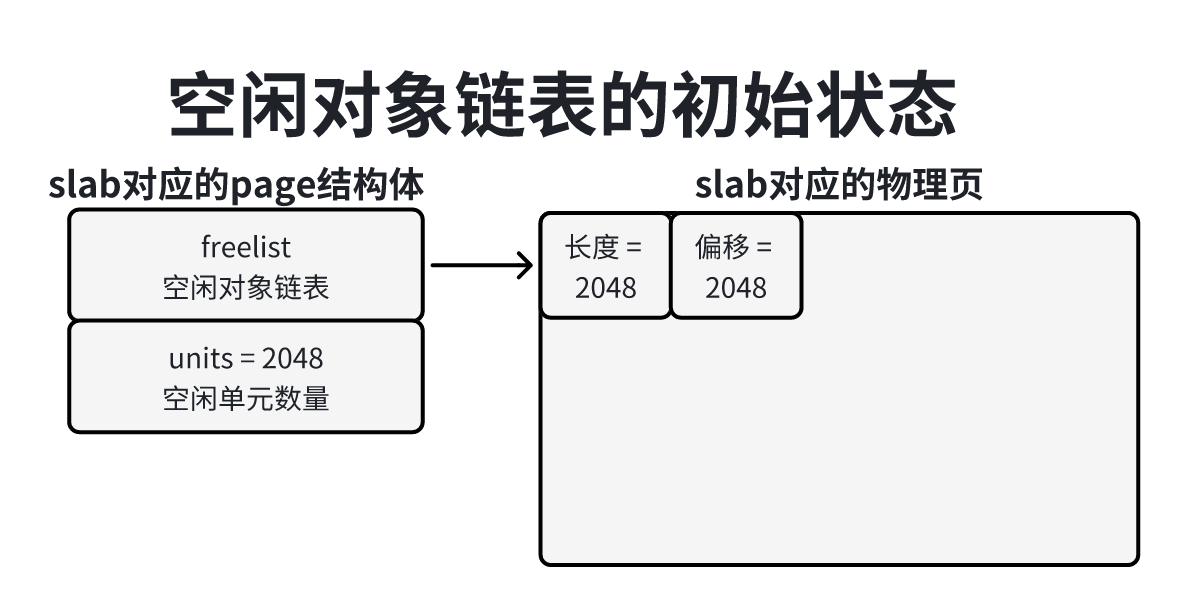 空闲对象链表的初始状态
slab对应的page结构体
slab对应的物理页
freelist
空闲对象链表
units = 2048
空闲单元数量
长度 =
2048
偏移 =
2048